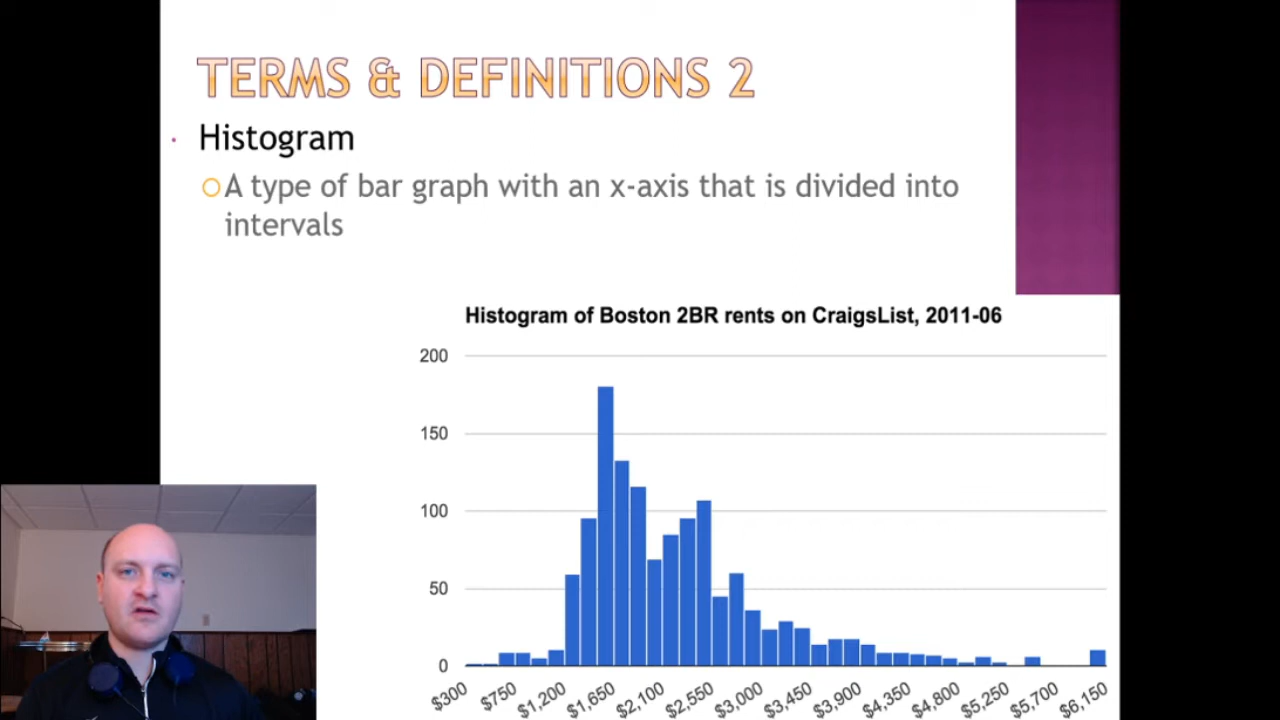 TERMS & DEFINITIONS 2
Histogram
A type of bar graph with an x-axis that is divided into
intervals
Histogram of Boston 2BR rents on CraigsList, 2011-06
200
150
100
50
0
$300 $750 $1,200 $1,650 $2,100 $2,550 $3,000 $3,450 $3,900 $4,350 $4,800 $5,250 $5,700 $6,150